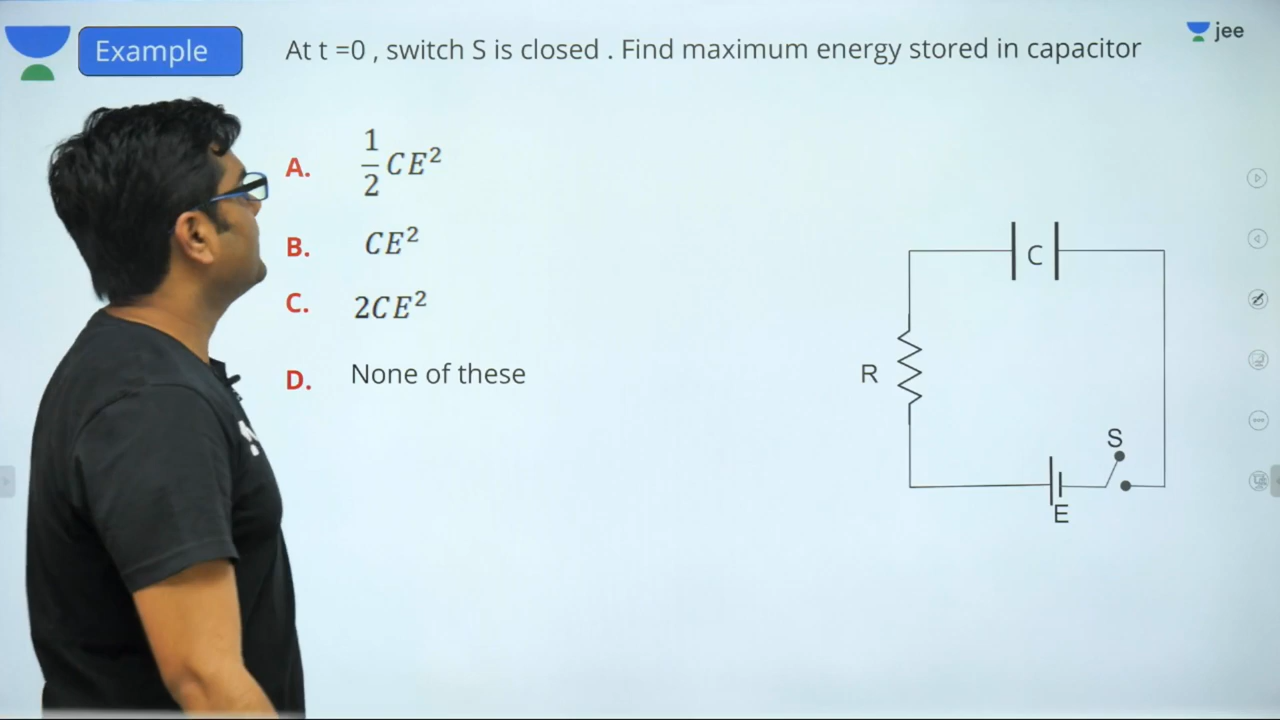 Example
At t =0 , switch S is closed . Find maximum energy stored in capacitor
jee
A. 1/2 CE²
B. CE²
C. 2CE²
D. None of these
C
R
S
E